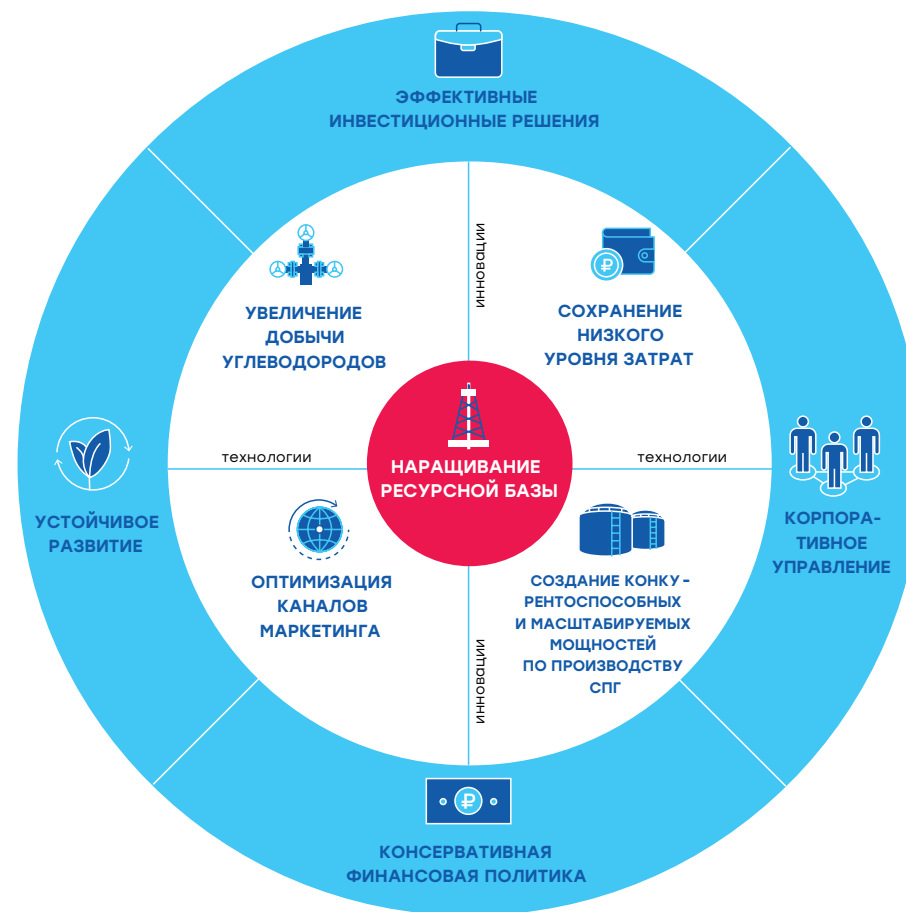 ЭФФЕКТИВНЫЕ
ИНВЕСТИЦИОННЫЕ РЕШЕНИЯ
инновации
УВЕЛИЧЕНИЕ
ДОБЫЧИ
УГЛЕВОДОРОДОВ
СОХРАНЕНИЕ
НИЗКОГО
УРОВНЯ ЗАТРАТ
технологии
НАРАЩИВАНИЕ
РЕСУРСНОЙ БАЗЫ
технологии
УСТОЙЧИВОЕ
РАЗВИТИЕ
КОРПОРА-
ТИВНОЕ
УПРАВЛЕНИЕ
ОПТИМИЗАЦИЯ
КАНАЛОВ
МАРКЕТИНГА
СОЗДАНИЕ КОНКУ-
РЕНТОСПОСОБНЫХ
И МАСШТАБИРУЕМЫХ
МОЩНОСТЕЙ
ПО ПРОИЗВОДСТВУ
СПГ
инновации
КОНСЕРВАТИВНАЯ
ФИНАНСОВАЯ ПОЛИТИКА